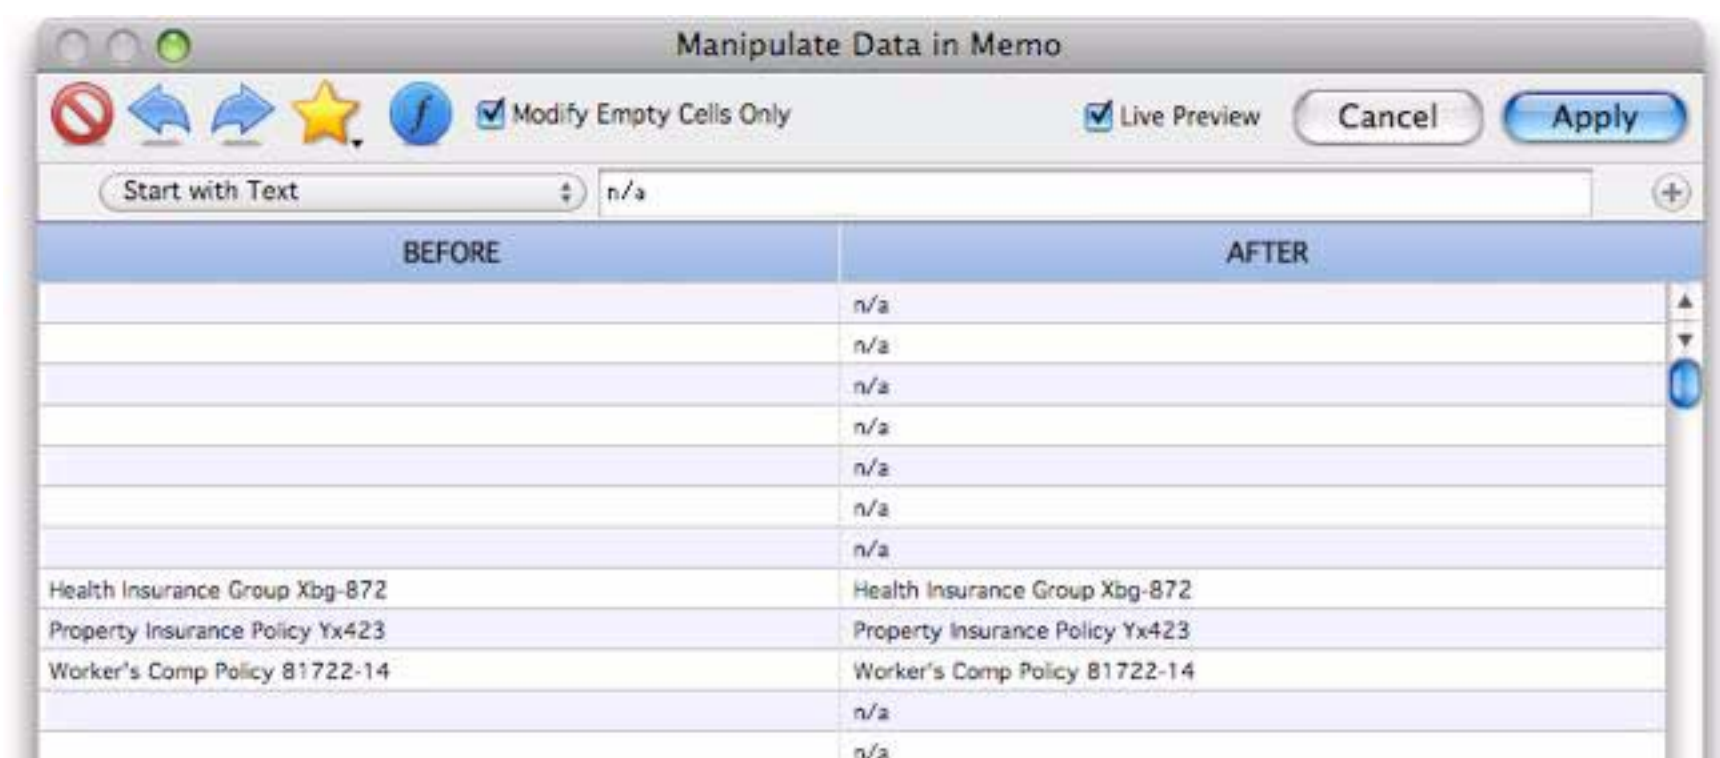 Manipulate Data in Memo
f Modify Empty Cells Only Live Preview Cancel Apply
Start with Text n/a
BEFORE AFTER
n/a
n/a
n/a
n/a
n/a
n/a
n/a
Health Insurance Group Xbg-872 Health Insurance Group Xbg-872
Property Insurance Policy Yx423 Property Insurance Policy Yx423
Worker's Comp Policy 81722-14 Worker's Comp Policy 81722-14
n/a
n/a